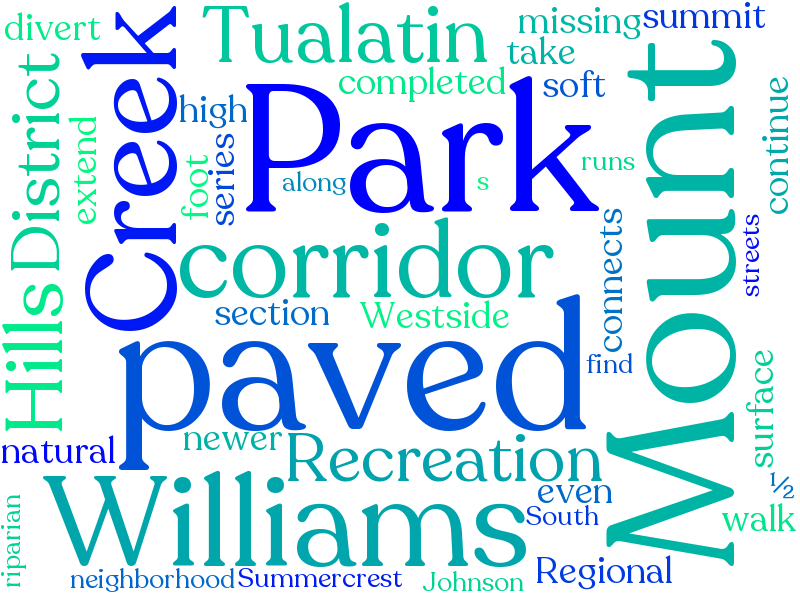 divert
Creek
Tualatin
missing
summit
take
completed
soft
high
Park
Mount
District
extend
foot
series
along
s
runs
continue
corridor
connects
streets
Hills
section
Westside
find
paved
surface
natural
newer
Recreation
½
even
Williams
South
walk
riparian
neighborhood
Summercrest
Johnson
Regional